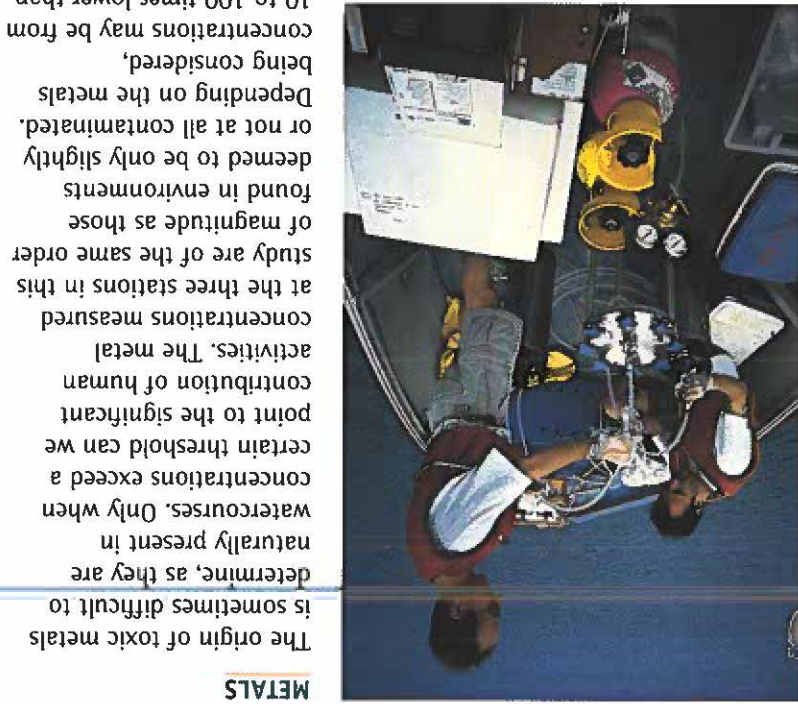 METALS
The origin of toxic metals
is sometimes difficult to
determine, as they are
naturally present in
watercourses. Only when
concentrations exceed a
certain threshold can we
point to the significant
contribution of human
activities. The metal
concentrations measured
at the three stations in this
study are of the same order
of magnitude as those
found in environments
deemed to be only slightly
or not at all contaminated.
Depending on the metals
being considered,
concentrations may be from
10 to 100 times lower than